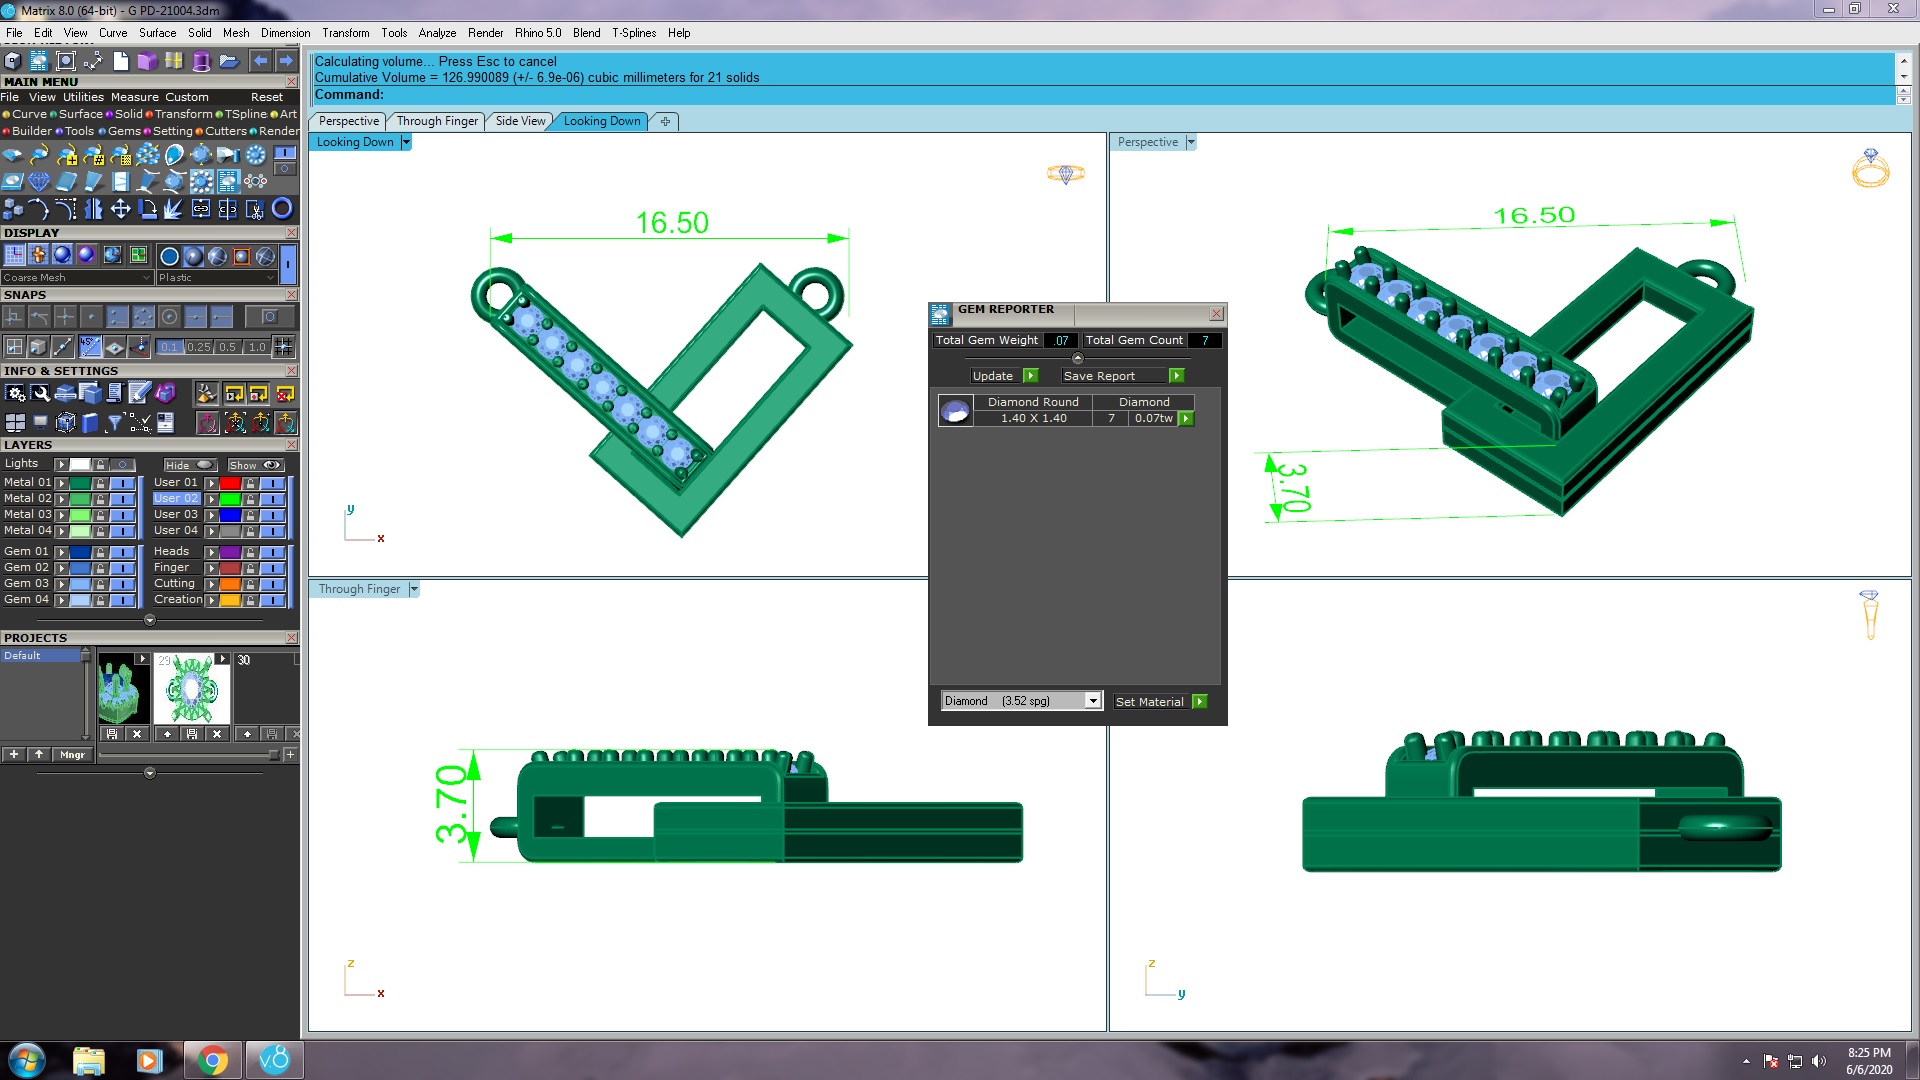 Matrix 8.0 (64-bit) - G PD-21004.3dm
File Edit View Curve Surface Solid Mesh Dimension Transform Tools Analyze Render Rhino 5.0 Blend T-Splines Help
Calculating volume... Press Esc to cancel
Cumulative Volume = 126.990089 (+/- 6.9e-06) cubic millimeters for 21 solids
Command:
MAIN MENU
File View Utilities Measure Custom Reset
Curve Surface Solid Transform TSpline Art
Builder Tools Gems Setting Cutters Render
DISPLAY
Coarse Mesh Plastic
SNAPS
0.1 0.25 0.5 1.0
INFO & SETTINGS
LAYERS
Lights Hide Show
Metal 01 User 01
Metal 02 User 02
Metal 03 User 03
Metal 04 User 04
Gem 01 Heads
Gem 02 Finger
Gem 03 Cutting
Gem 04 Creation
PROJECTS
Default
29 30
Mngr
Perspective Through Finger Side View Looking Down
Looking Down
16.50
y
x
Perspective
16.50
3.70
GEM REPORTER
Total Gem Weight .07 Total Gem Count 7
Update Save Report
Diamond Round Diamond
1.40 X 1.40 7 0.07tw
Diamond (3.52 spg) Set Material
Through Finger
3.70
z
x
z
y
v.8
8:25 PM
6/6/2020